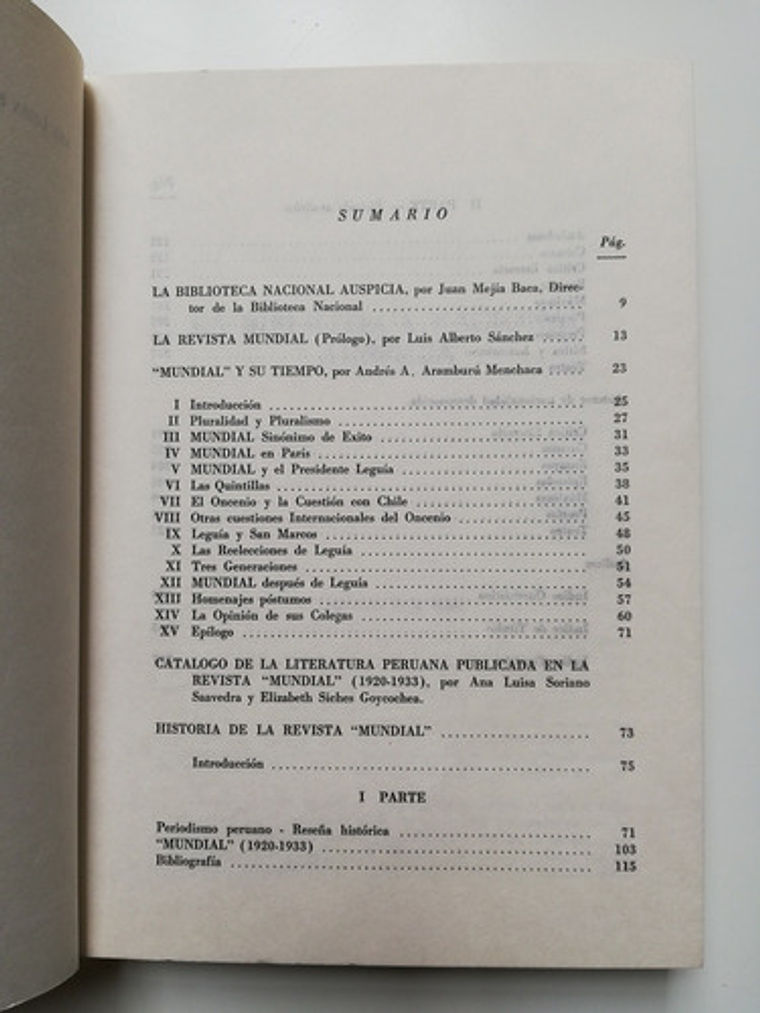 SUMARIO
Pág.
LA BIBLIOTECA NACIONAL AUSPICIA, por Juan Mejía Baca, Direc-
tor de la Biblioteca Nacional .............................. 9
LA REVISTA MUNDIAL (Prólogo), por Luis Alberto Sánchez ...... 13
"MUNDIAL" Y SU TIEMPO, por Andrés A. Aramburú Menchaca ..... 23
I Introducción ............................................ 25
II Pluralidad y Pluralismo ................................. 27
III MUNDIAL Sinónimo de Exito .............................. 31
IV MUNDIAL en París ........................................ 33
V MUNDIAL y el Presidente Leguía .......................... 35
VI Las Quintillas .......................................... 38
VII El Oncenio y la Cuestión con Chile ...................... 41
VIII Otras cuestiones Internacionales del Oncenio ............ 45
IX Leguía y San Marcos ..................................... 48
X Las Reelecciones de Leguía .............................. 50
XI Tres Generaciones ....................................... 51
XII MUNDIAL después de Leguía ............................... 54
XIII Homenajes póstumos ...................................... 57
XIV La Opinión de sus Colegas ............................... 60
XV Epílogo ................................................. 71
CATALOGO DE LA LITERATURA PERUANA PUBLICADA EN LA
REVISTA "MUNDIAL" (1920-1933), por Ana Luisa Soriano
Saavedra y Elizabeth Siches Goycochea.
HISTORIA DE LA REVISTA "MUNDIAL" ..................... 73
Introducción ............................................ 75
I PARTE
Periodismo peruano - Reseña histórica ........................ 71
"MUNDIAL" (1920-1933) ................................... 103
Bibliografía ............................................... 115